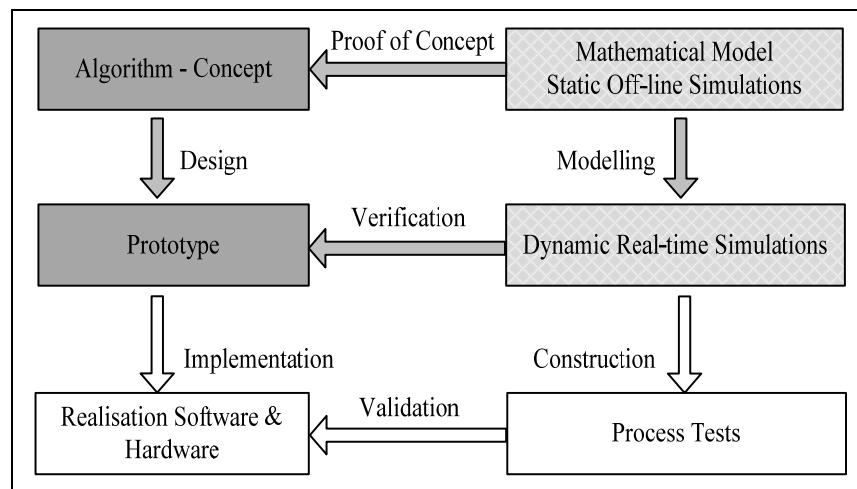 Algorithm - Concept
Proof of Concept
Mathematical Model
Static Off-line Simulations
Design
Modelling
Prototype
Verification
Dynamic Real-time Simulations
Implementation
Construction
Realisation Software &
Hardware
Validation
Process Tests